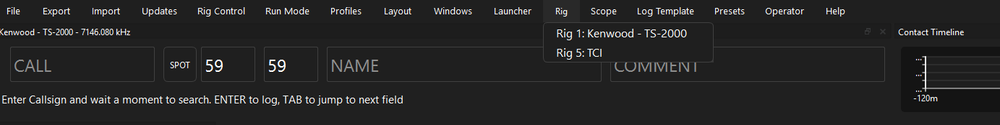 File Export Import Updates Rig Control Run Mode Profiles Layout Windows Launcher Rig Scope Log Template Presets Operator Help
Kenwood - TS-2000 - 7146.080 kHz
Rig 1: Kenwood - TS-2000
Rig 5: TCI
Contact Timeline
CALL SPOT 59 59 NAME COMMENT
...
...
...
-120m
Enter Callsign and wait a moment to search. ENTER to log, TAB to jump to next field